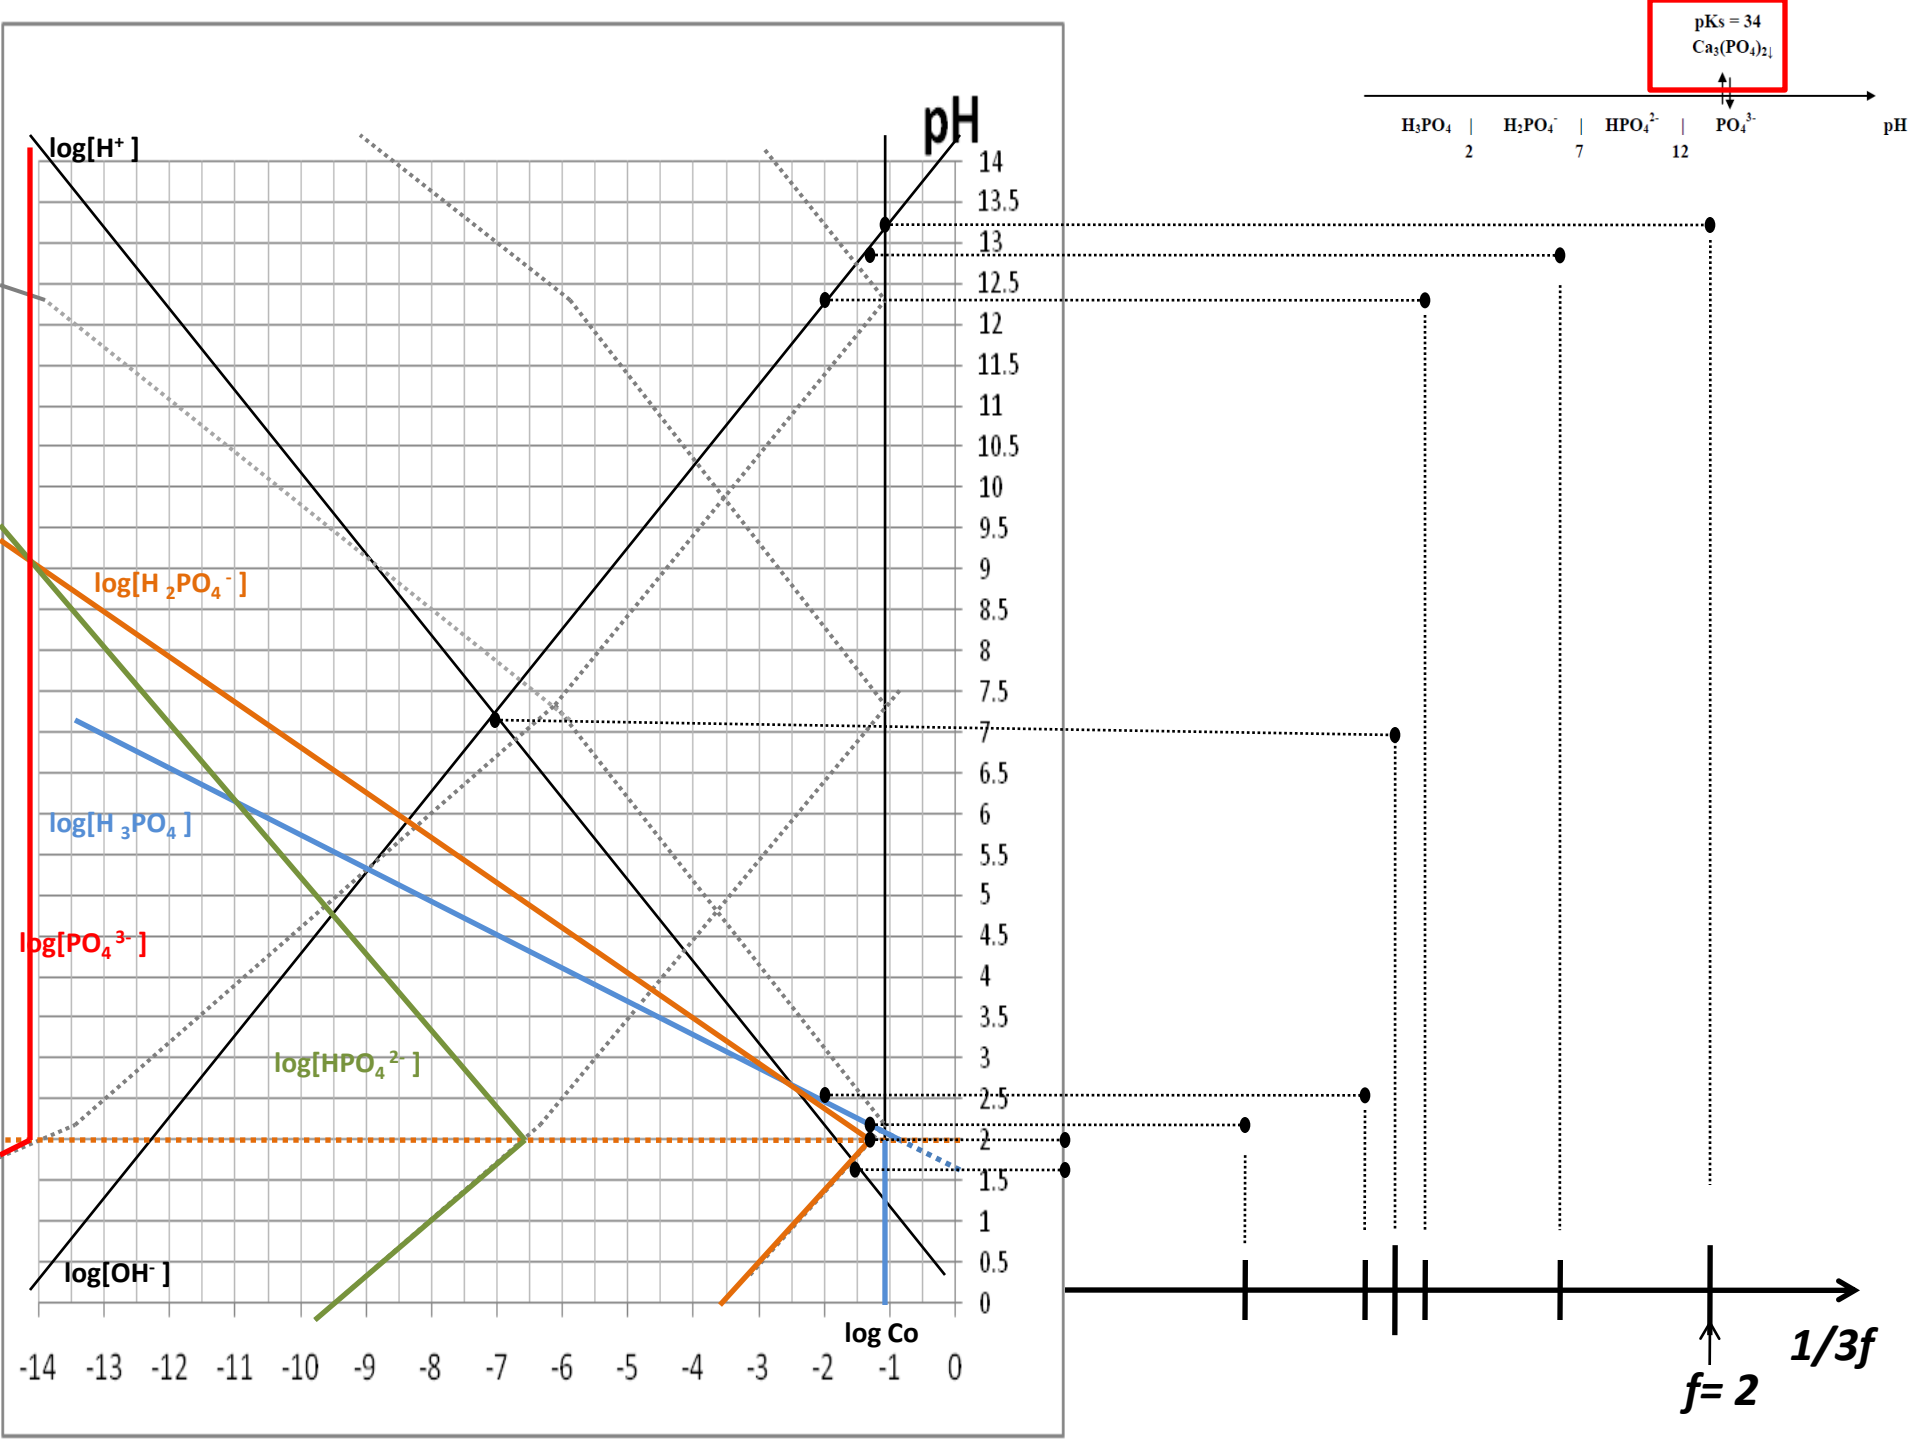 pKs = 34
Ca₃(PO₄)₂↓
H₃PO₄ | H₂PO₄⁻ | HPO₄²⁻ | PO₄³⁻ pH
2 7 12
pH
log[H⁺ ]
14
13.5
13
12.5
12
11.5
11
10.5
10
9.5
9
8.5
8
7.5
7
6.5
6
5.5
5
4.5
4
3.5
3
2.5
2
1.5
1
0.5
0
log[H ₂PO₄ ⁻ ]
log[H ₃PO₄ ]
log[PO₄ ³⁻ ]
log[HPO₄ ²⁻ ]
log[OH⁻ ]
log Co
-14 -13 -12 -11 -10 -9 -8 -7 -6 -5 -4 -3 -2 -1 0
1/3f
f= 2